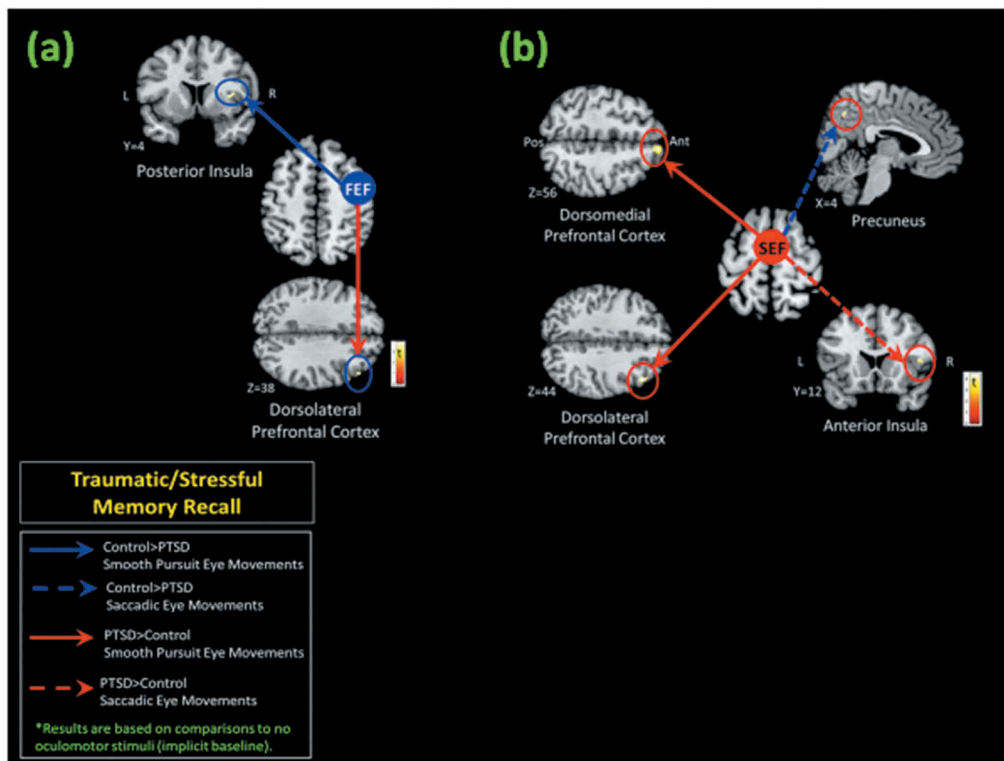 (a)
L
R
Y=4
Posterior Insula
FEF
Z=38
t
Dorsolateral
Prefrontal Cortex
(b)
Pos
Ant
Z=56
Dorsomedial
Prefrontal Cortex
X=4
Precuneus
SEF
Z=44
Dorsolateral
Prefrontal Cortex
L
R
Y=12
Anterior Insula
t
Traumatic/Stressful
Memory Recall
Control>PTSD
Smooth Pursuit Eye Movements
Control>PTSD
Saccadic Eye Movements
PTSD>Control
Smooth Pursuit Eye Movements
PTSD>Control
Saccadic Eye Movements
*Results are based on comparisons to no
oculomotor stimuli (implicit baseline).